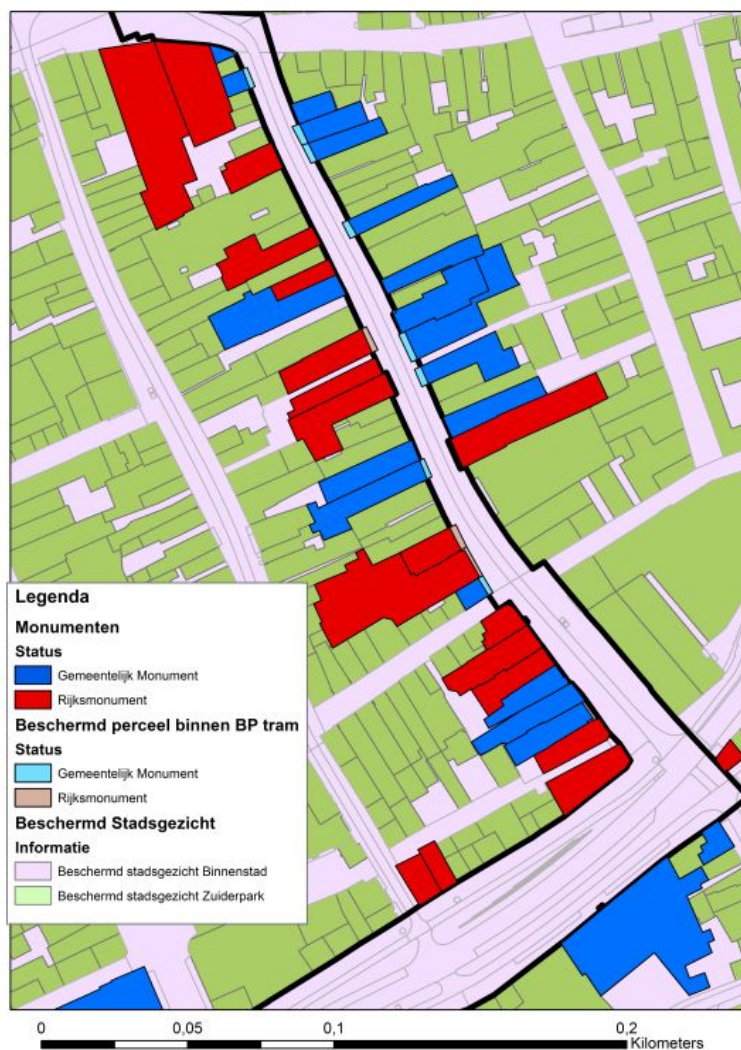 Legenda
Monumenten
Status
Gemeentelijk Monument
Rijksmonument
Beschermd perceel binnen BP tram
Status
Gemeentelijk Monument
Rijksmonument
Beschermd Stadsgezicht
Informatie
Beschermd stadsgezicht Binnenstad
Beschermd stadsgezicht Zuiderpark
0 0,05 0,1 0,2
Kilometers